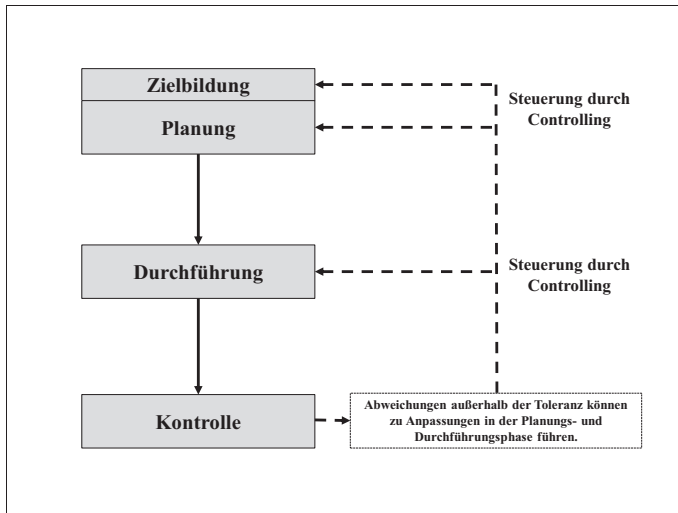 Zielbildung
Planung
Steuerung durch
Controlling
Durchführung
Steuerung durch
Controlling
Kontrolle
Abweichungen außerhalb der Toleranz können
zu Anpassungen in der Planungs- und
Durchführungsphase führen.